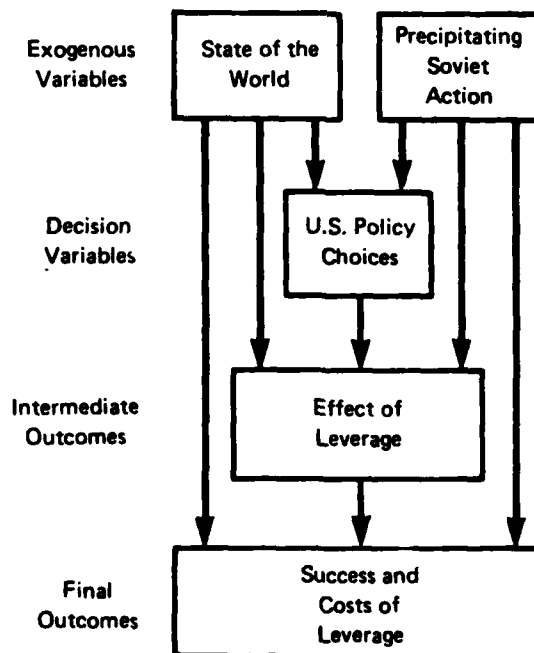 Exogenous
Variables
State of the
World
Precipitating
Soviet
Action
Decision
Variables
U.S. Policy
Choices
Intermediate
Outcomes
Effect of
Leverage
Final
Outcomes
Success and
Costs of
Leverage